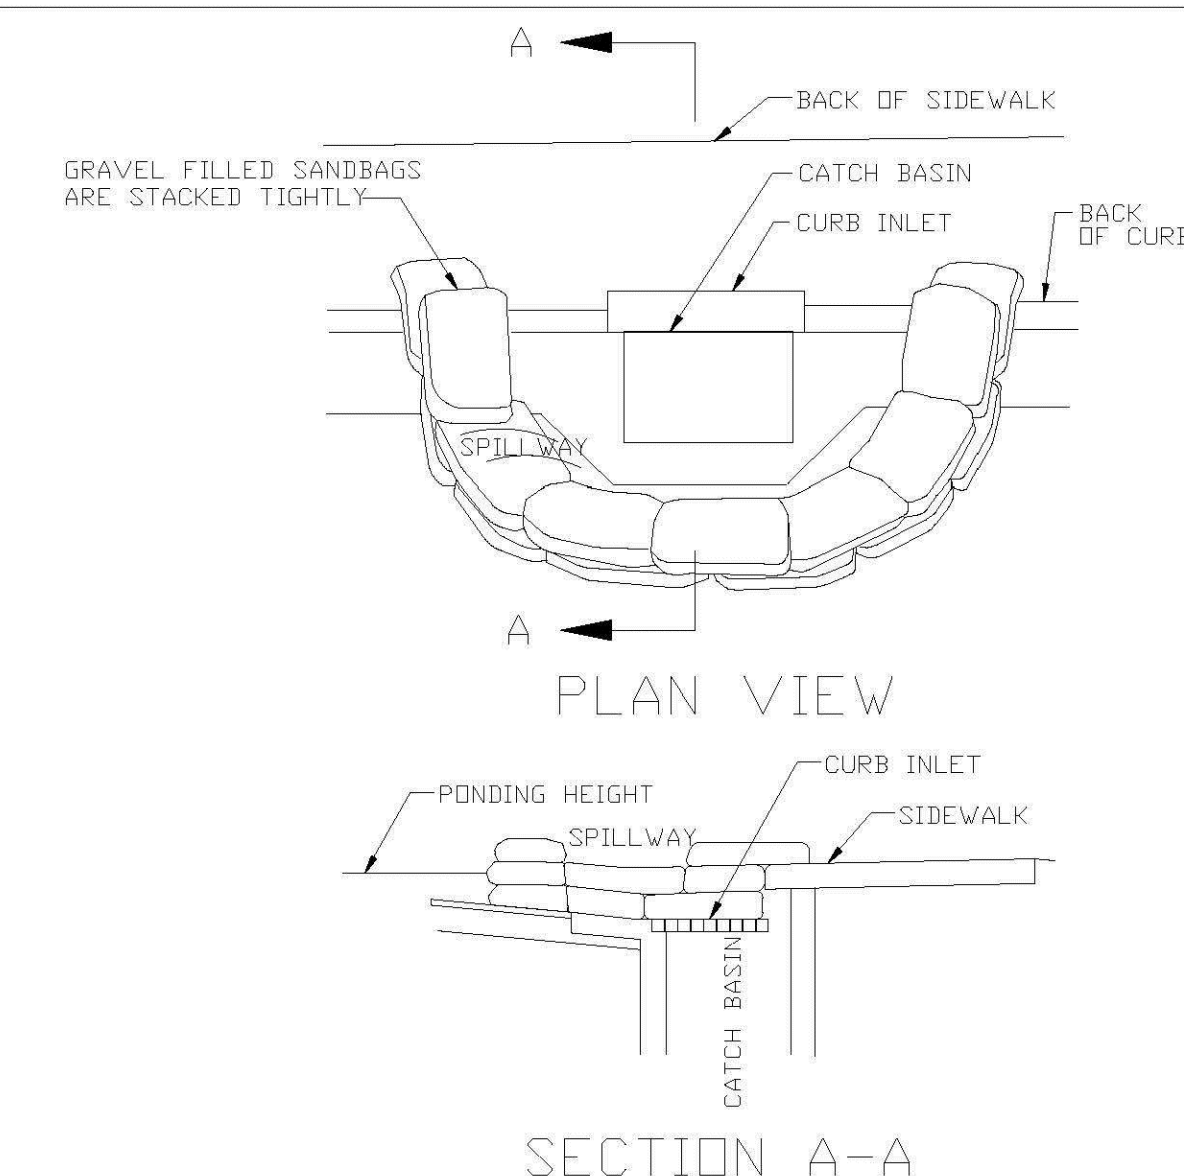 A
BACK OF SIDEWALK
GRAVEL FILLED SANDBAGS
ARE STACKED TIGHTLY
CATCH BASIN
CURB INLET
BACK
OF CURB
SPILLWAY
A
PLAN VIEW
CURB INLET
PONDING HEIGHT
SIDEWALK
SPILLWAY
CATCH BASIN
SECTION A-A